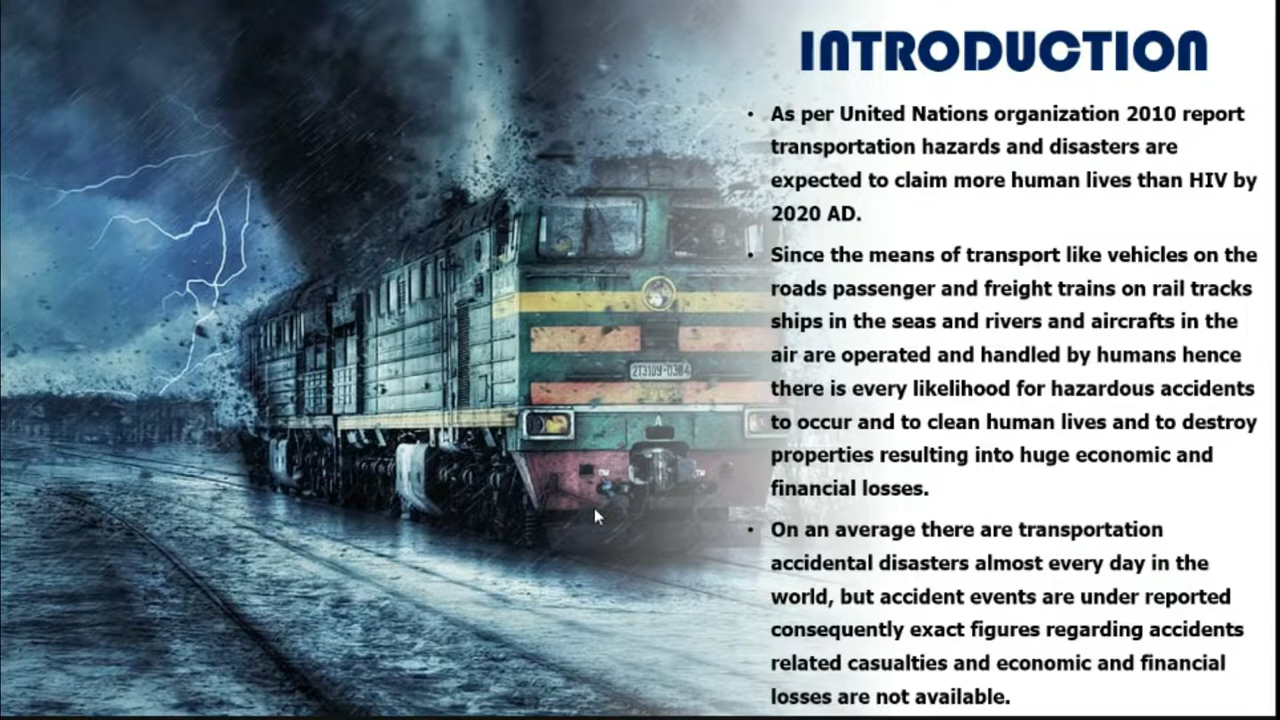 INTRODUCTION
• As per United Nations organization 2010 report
transportation hazards and disasters are
expected to claim more human lives than HIV by
2020 AD.
• Since the means of transport like vehicles on the
roads passenger and freight trains on rail tracks
ships in the seas and rivers and aircrafts in the
air are operated and handled by humans hence
there is every likelihood for hazardous accidents
to occur and to clean human lives and to destroy
properties resulting into huge economic and
financial losses.
• On an average there are transportation
accidental disasters almost every day in the
world, but accident events are under reported
consequently exact figures regarding accidents
related casualties and economic and financial
losses are not available.